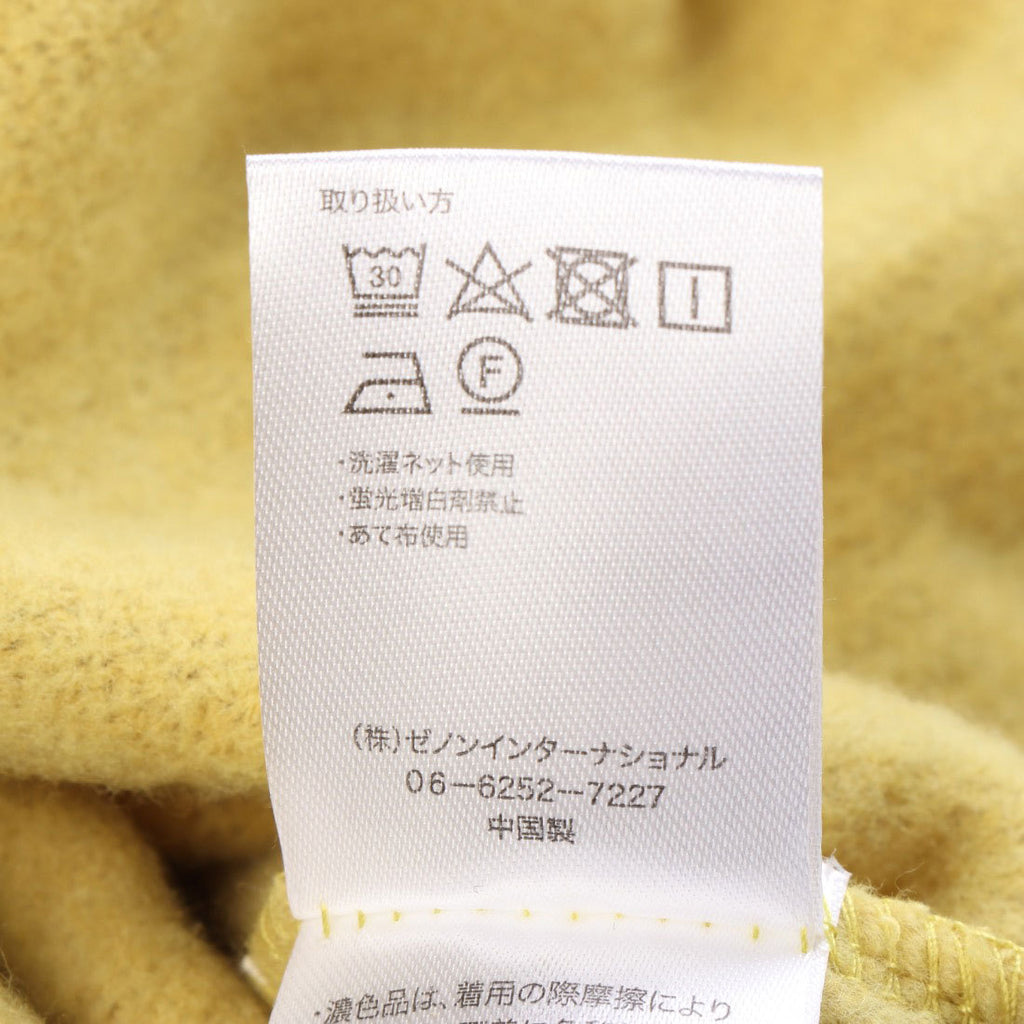 取り扱い方
30
F
・洗濯ネット使用
・蛍光増白剤禁止
・あて布使用
(株)ゼノンインターナショナル
06-6252-7227
中国製
・濃色品は、着用の際摩擦により